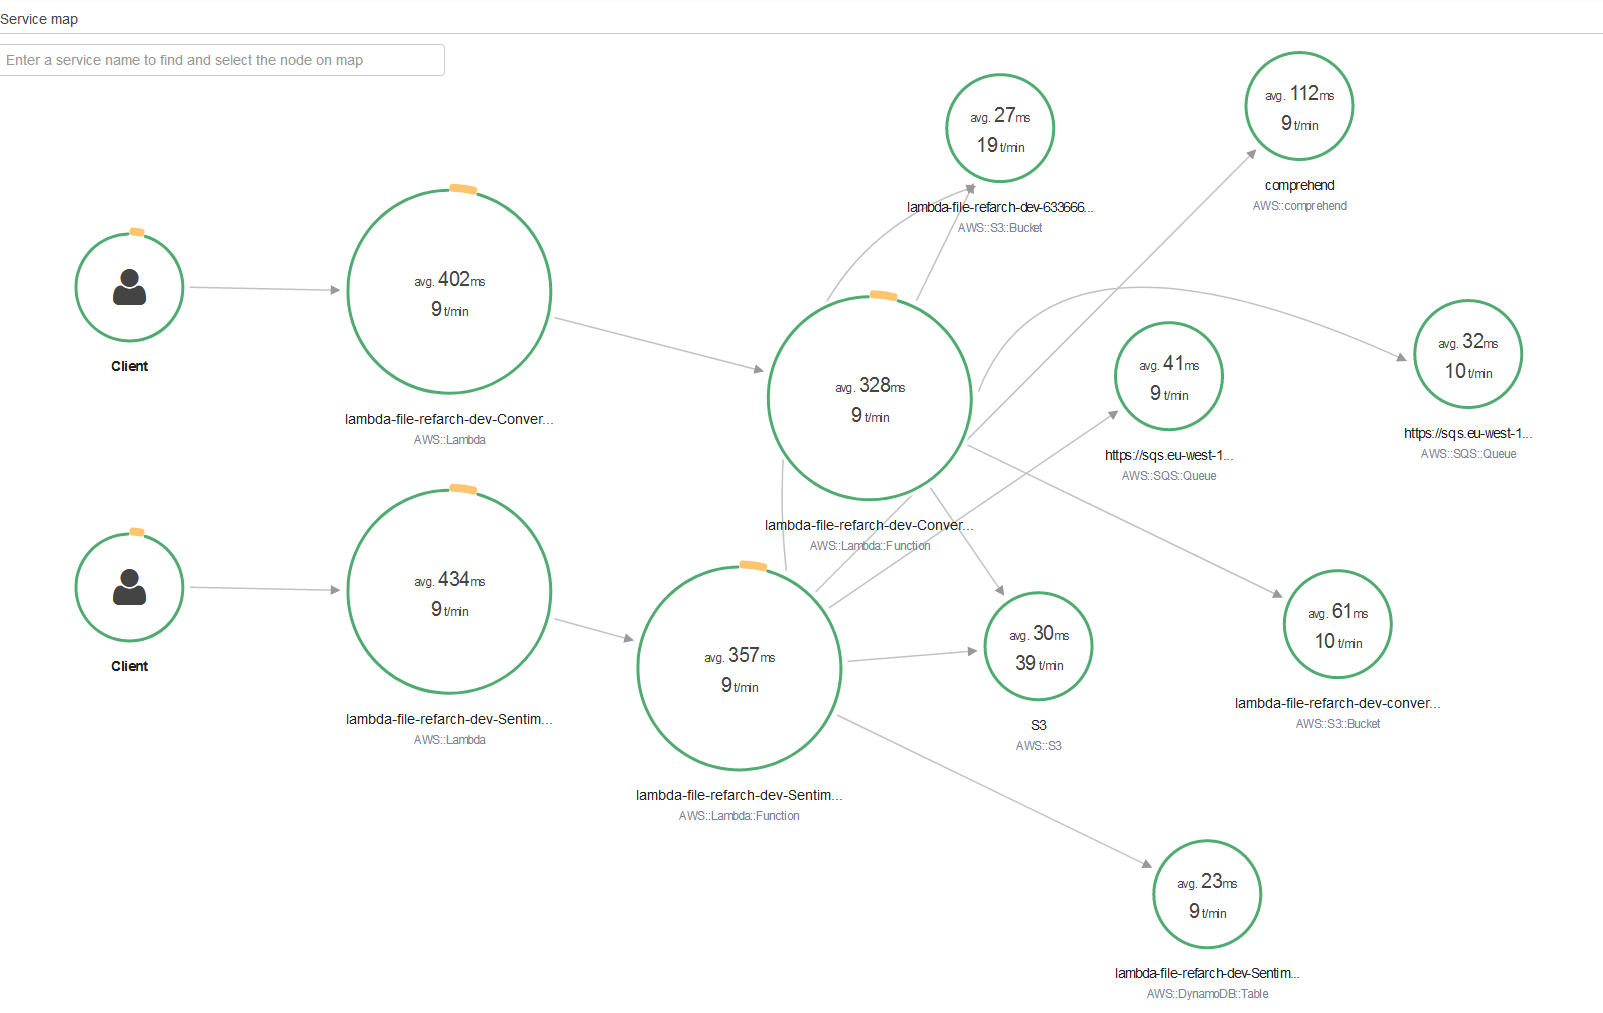 Service map
Enter a service name to find and select the node on map
avg. 27ms
19 t/min
lambda-file-refarch-dev-633666...
AWS::S3::Bucket
avg. 112ms
9 t/min
comprehend
AWS::comprehend
Client
avg. 402ms
9 t/min
lambda-file-refarch-dev-Conver...
AWS::Lambda
avg. 328ms
9 t/min
lambda-file-refarch-dev-Conver...
AWS::Lambda::Function
avg. 41ms
9 t/min
https://sqs.eu-west-1...
AWS::SQS::Queue
avg. 32ms
10 t/min
https://sqs.eu-west-1...
AWS::SQS::Queue
Client
avg. 434ms
9 t/min
lambda-file-refarch-dev-Sentim...
AWS::Lambda
avg. 357ms
9 t/min
lambda-file-refarch-dev-Sentim...
AWS::Lambda::Function
avg. 30ms
39 t/min
S3
AWS::S3
avg. 61ms
10 t/min
lambda-file-refarch-dev-conver...
AWS::S3::Bucket
avg. 23ms
9 t/min
lambda-file-refarch-dev-Sentim...
AWS::DynamoDB::Table